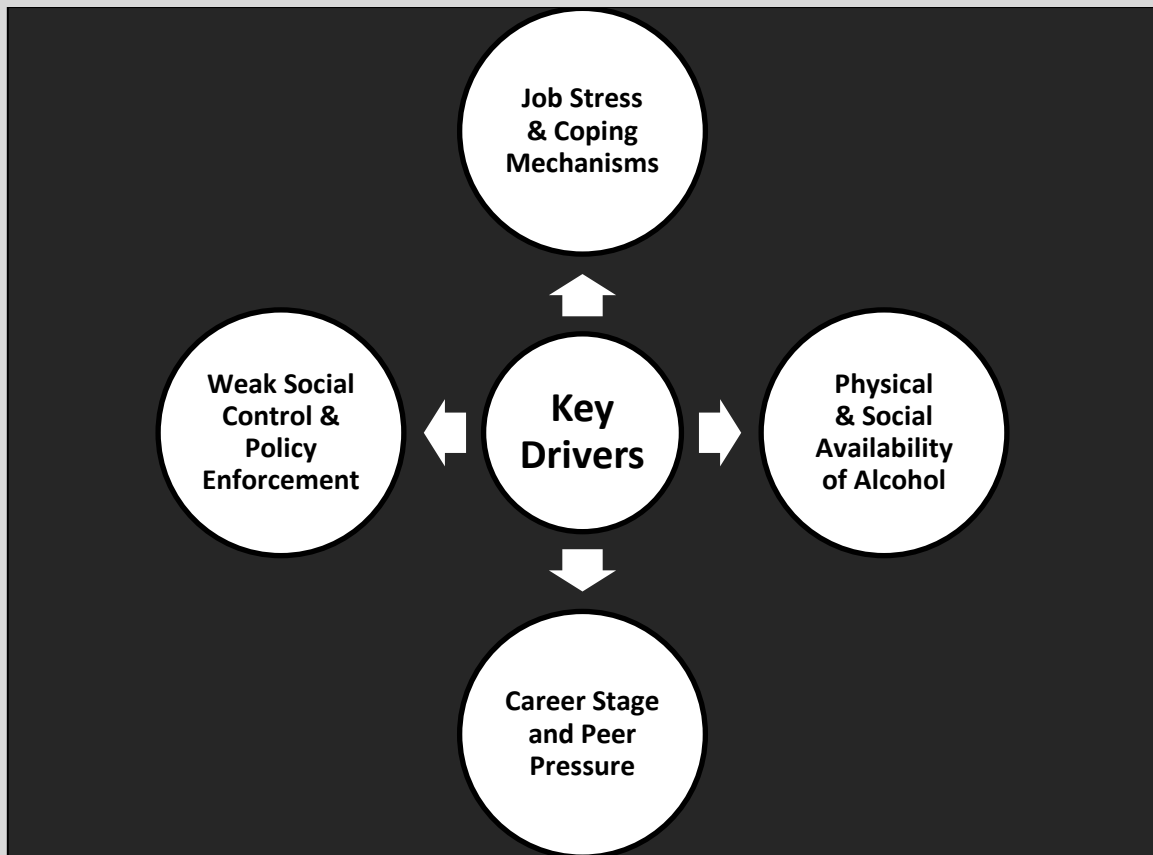 Job Stress
& Coping
Mechanisms
Weak Social
Control &
Policy
Enforcement
Key
Drivers
Physical
& Social
Availability
of Alcohol
Career Stage
and Peer
Pressure